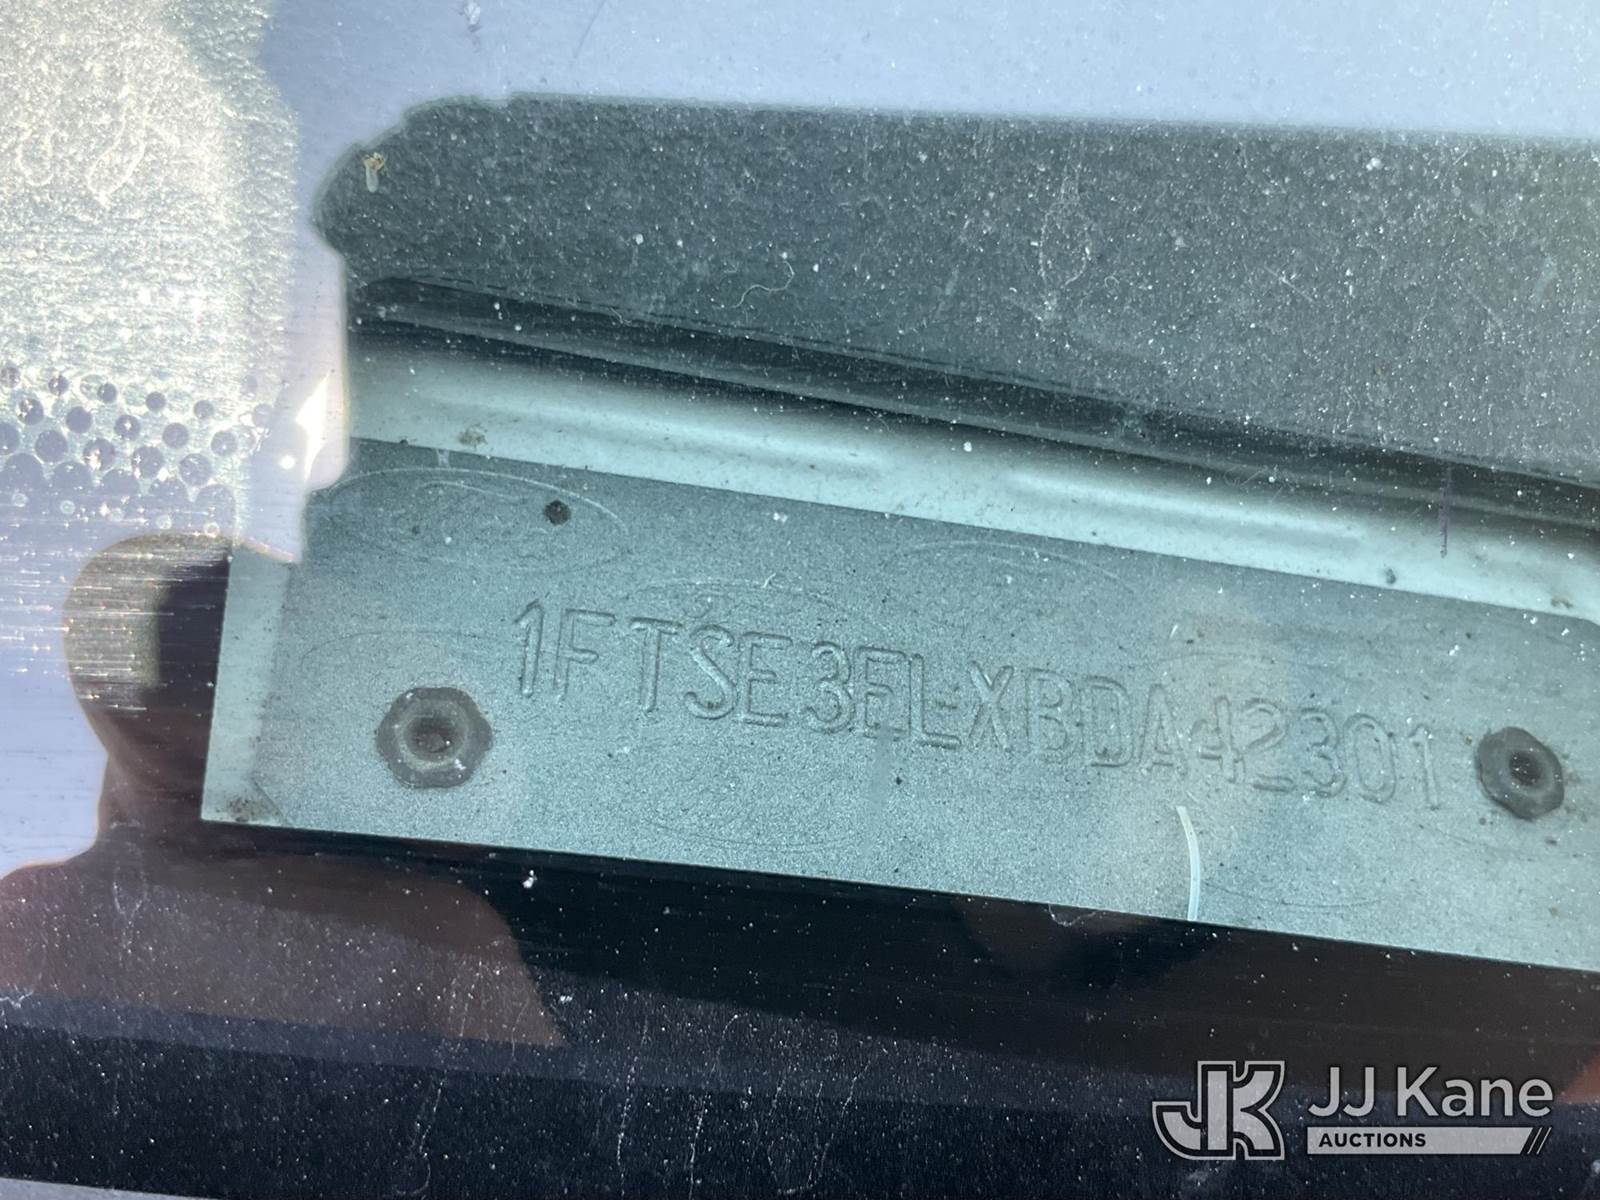 1FTSE3ELXBDA42301
JJ Kane
AUCTIONS